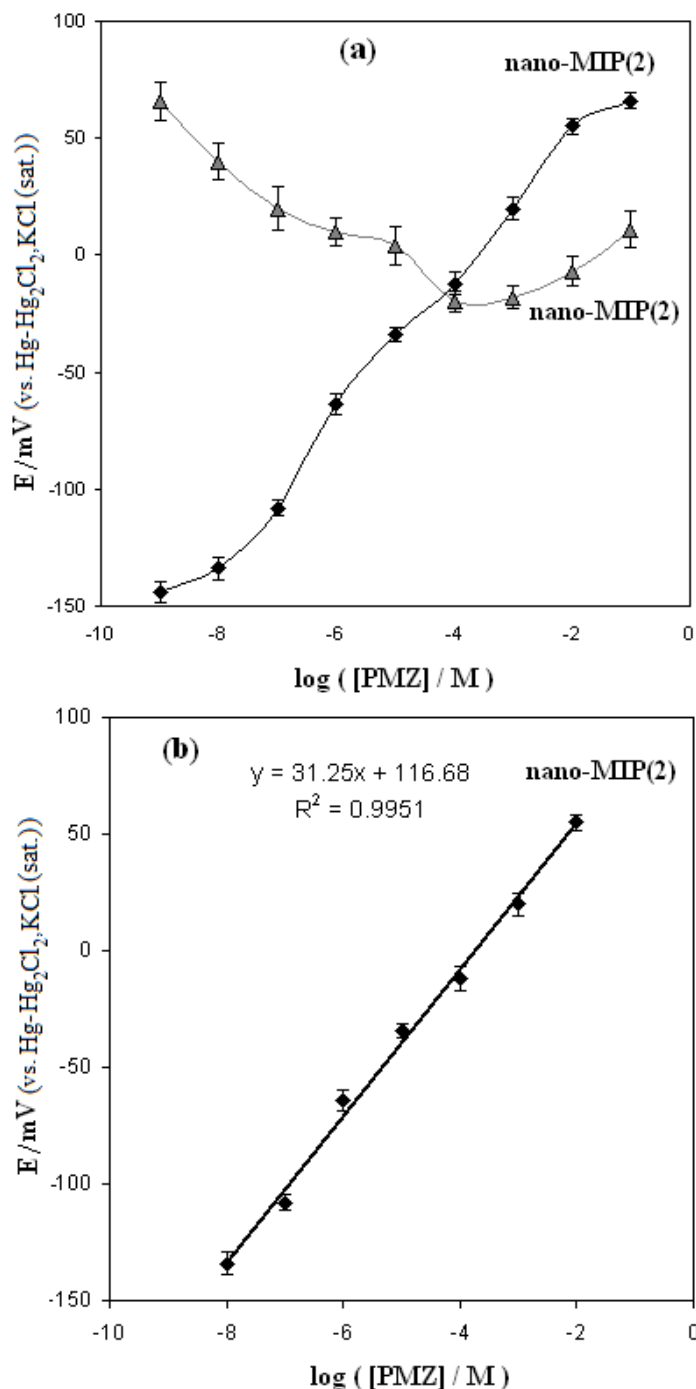 (a)
nano-MIP(2)
nano-MIP(2)
E/mV (vs. Hg-Hg2Cl2,KCl (sat.))
100
50
0
-50
-100
-150
-10
-8
-6
-4
-2
0
log ( [PMZ] / M )
(b)
y = 31.25x + 116.68
R² = 0.9951
nano-MIP(2)
E/mV (vs. Hg-Hg2Cl2,KCl (sat.))
100
50
0
-50
-100
-150
-10
-8
-6
-4
-2
0
log ( [PMZ] / M )